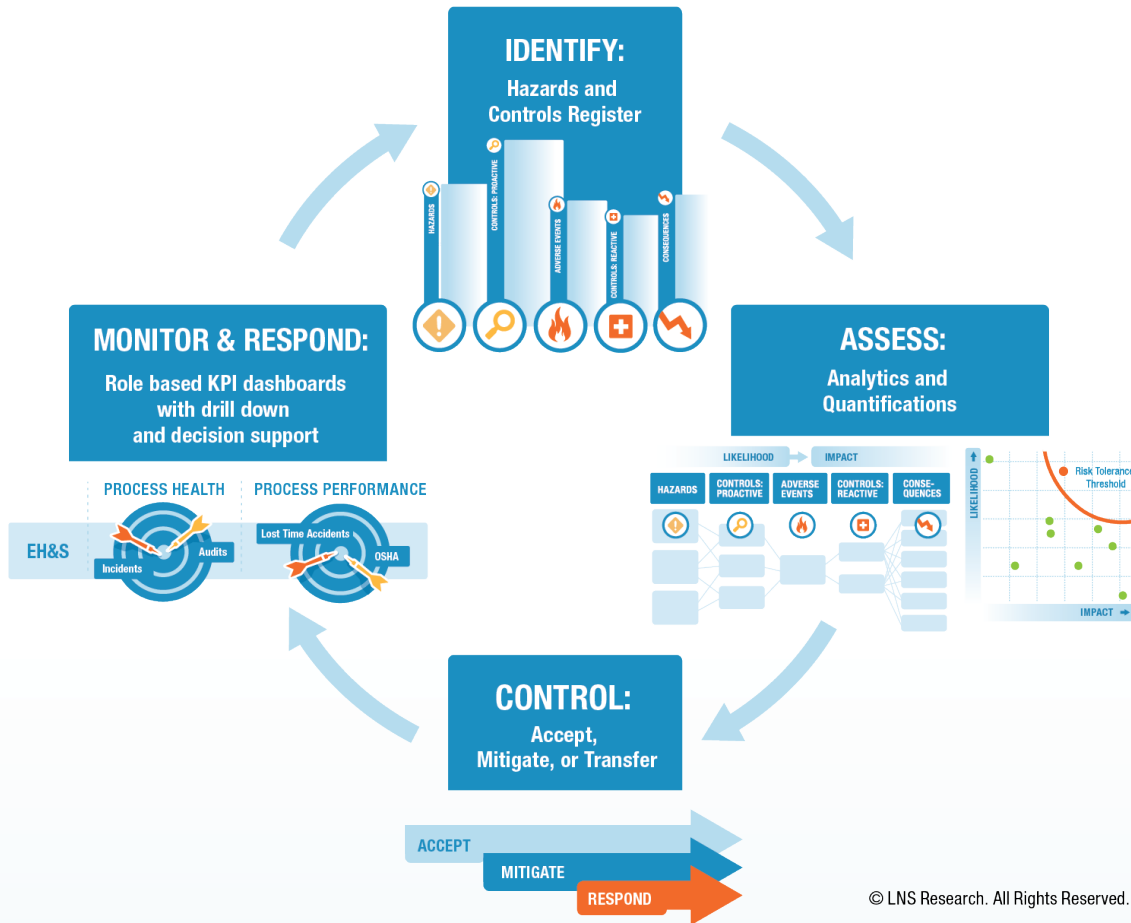 IDENTIFY:
Hazards and
Controls Register
HAZARDS
CONTROLS: PROACTIVE
ADVERSE EVENTS
CONTROLS: REACTIVE
CONSEQUENCES
MONITOR & RESPOND:
Role based KPI dashboards
with drill down
and decision support
PROCESS HEALTH
PROCESS PERFORMANCE
EH&S
Incidents
Audits
Lost Time Accidents
OSHA
ASSESS:
Analytics and
Quantifications
LIKELIHOOD
IMPACT
HAZARDS
CONTROLS:
PROACTIVE
ADVERSE
EVENTS
CONTROLS:
REACTIVE
CONSE-
QUENCES
LIKELIHOOD
Risk Tolerance
Threshold
IMPACT
CONTROL:
Accept,
Mitigate, or Transfer
ACCEPT
MITIGATE
RESPOND
© LNS Research. All Rights Reserved.